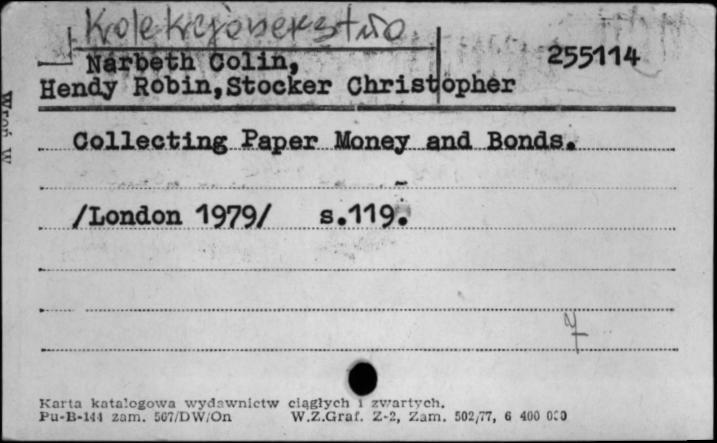 Kolekcjonerstwo
Narbeth Colin, 255114
Hendy Robin,Stocker Christopher
Collecting Paper Money and Bonds.
/London 1979/ s.119.
Karta katalogowa wydawnictw ciągłych i zwartych.
Pu-B-144 zam. 567/DW/On W.Z.Graf. Z-2, Zam. 502/77, 6 400 000